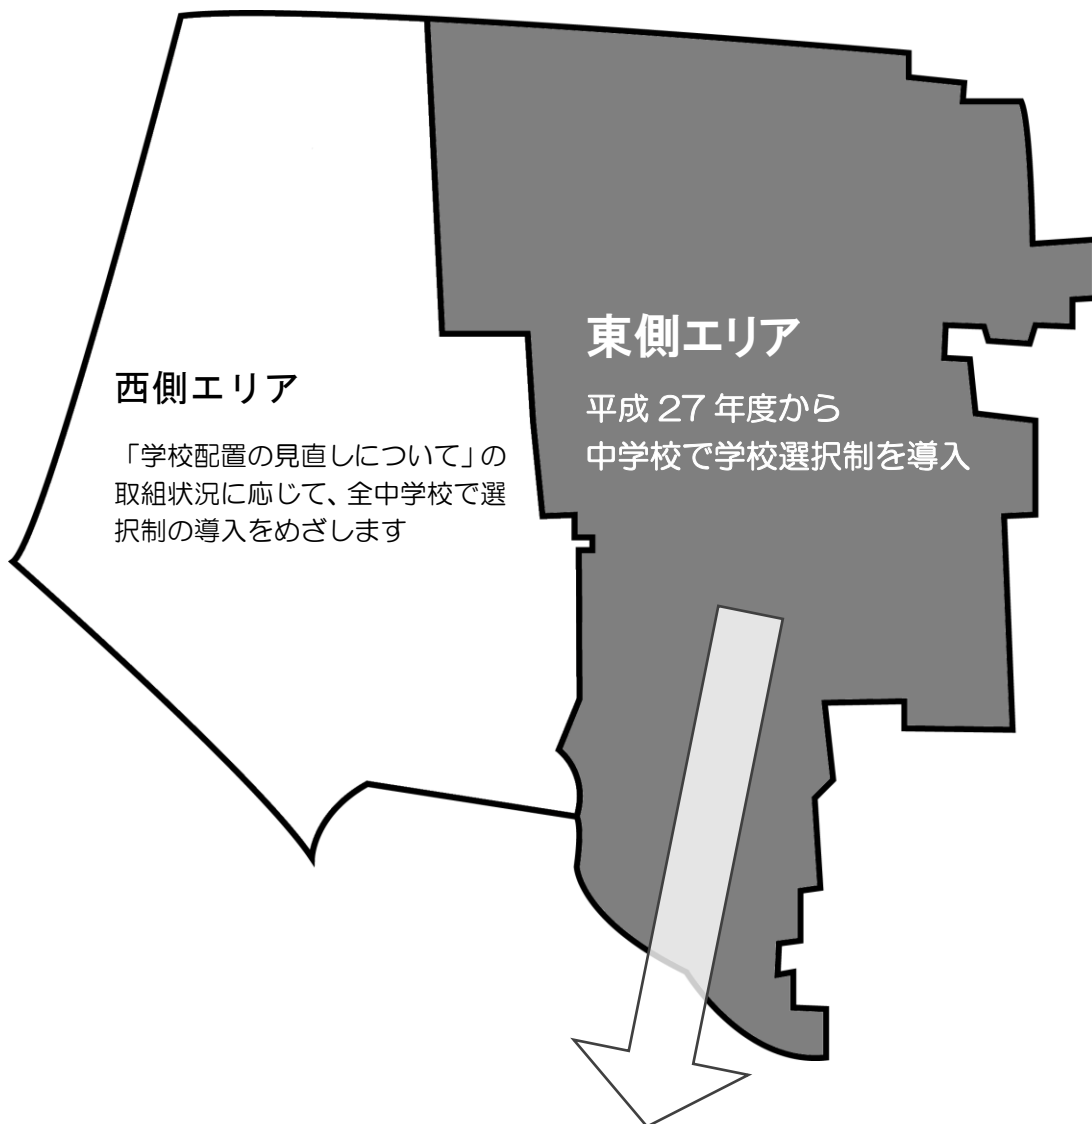 西側エリア
「学校配置の見直しについて」の
取組状況に応じて、全中学校で選
択制の導入をめざします
東側エリア
平成 27 年度から
中学校で学校選択制を導入